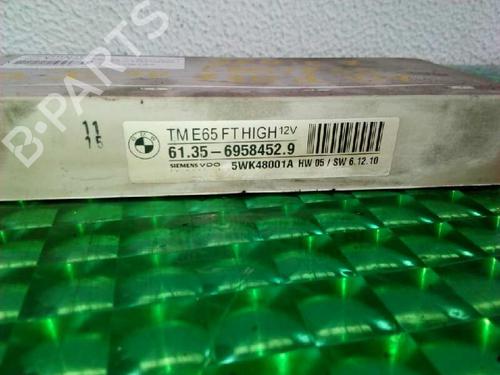 TM E65 FT HIGH 12V
61.35-6958452.9
SIEMENS VDO 5WK48001A HW 05 / SW 6.12.10
11
15
B-PARTS